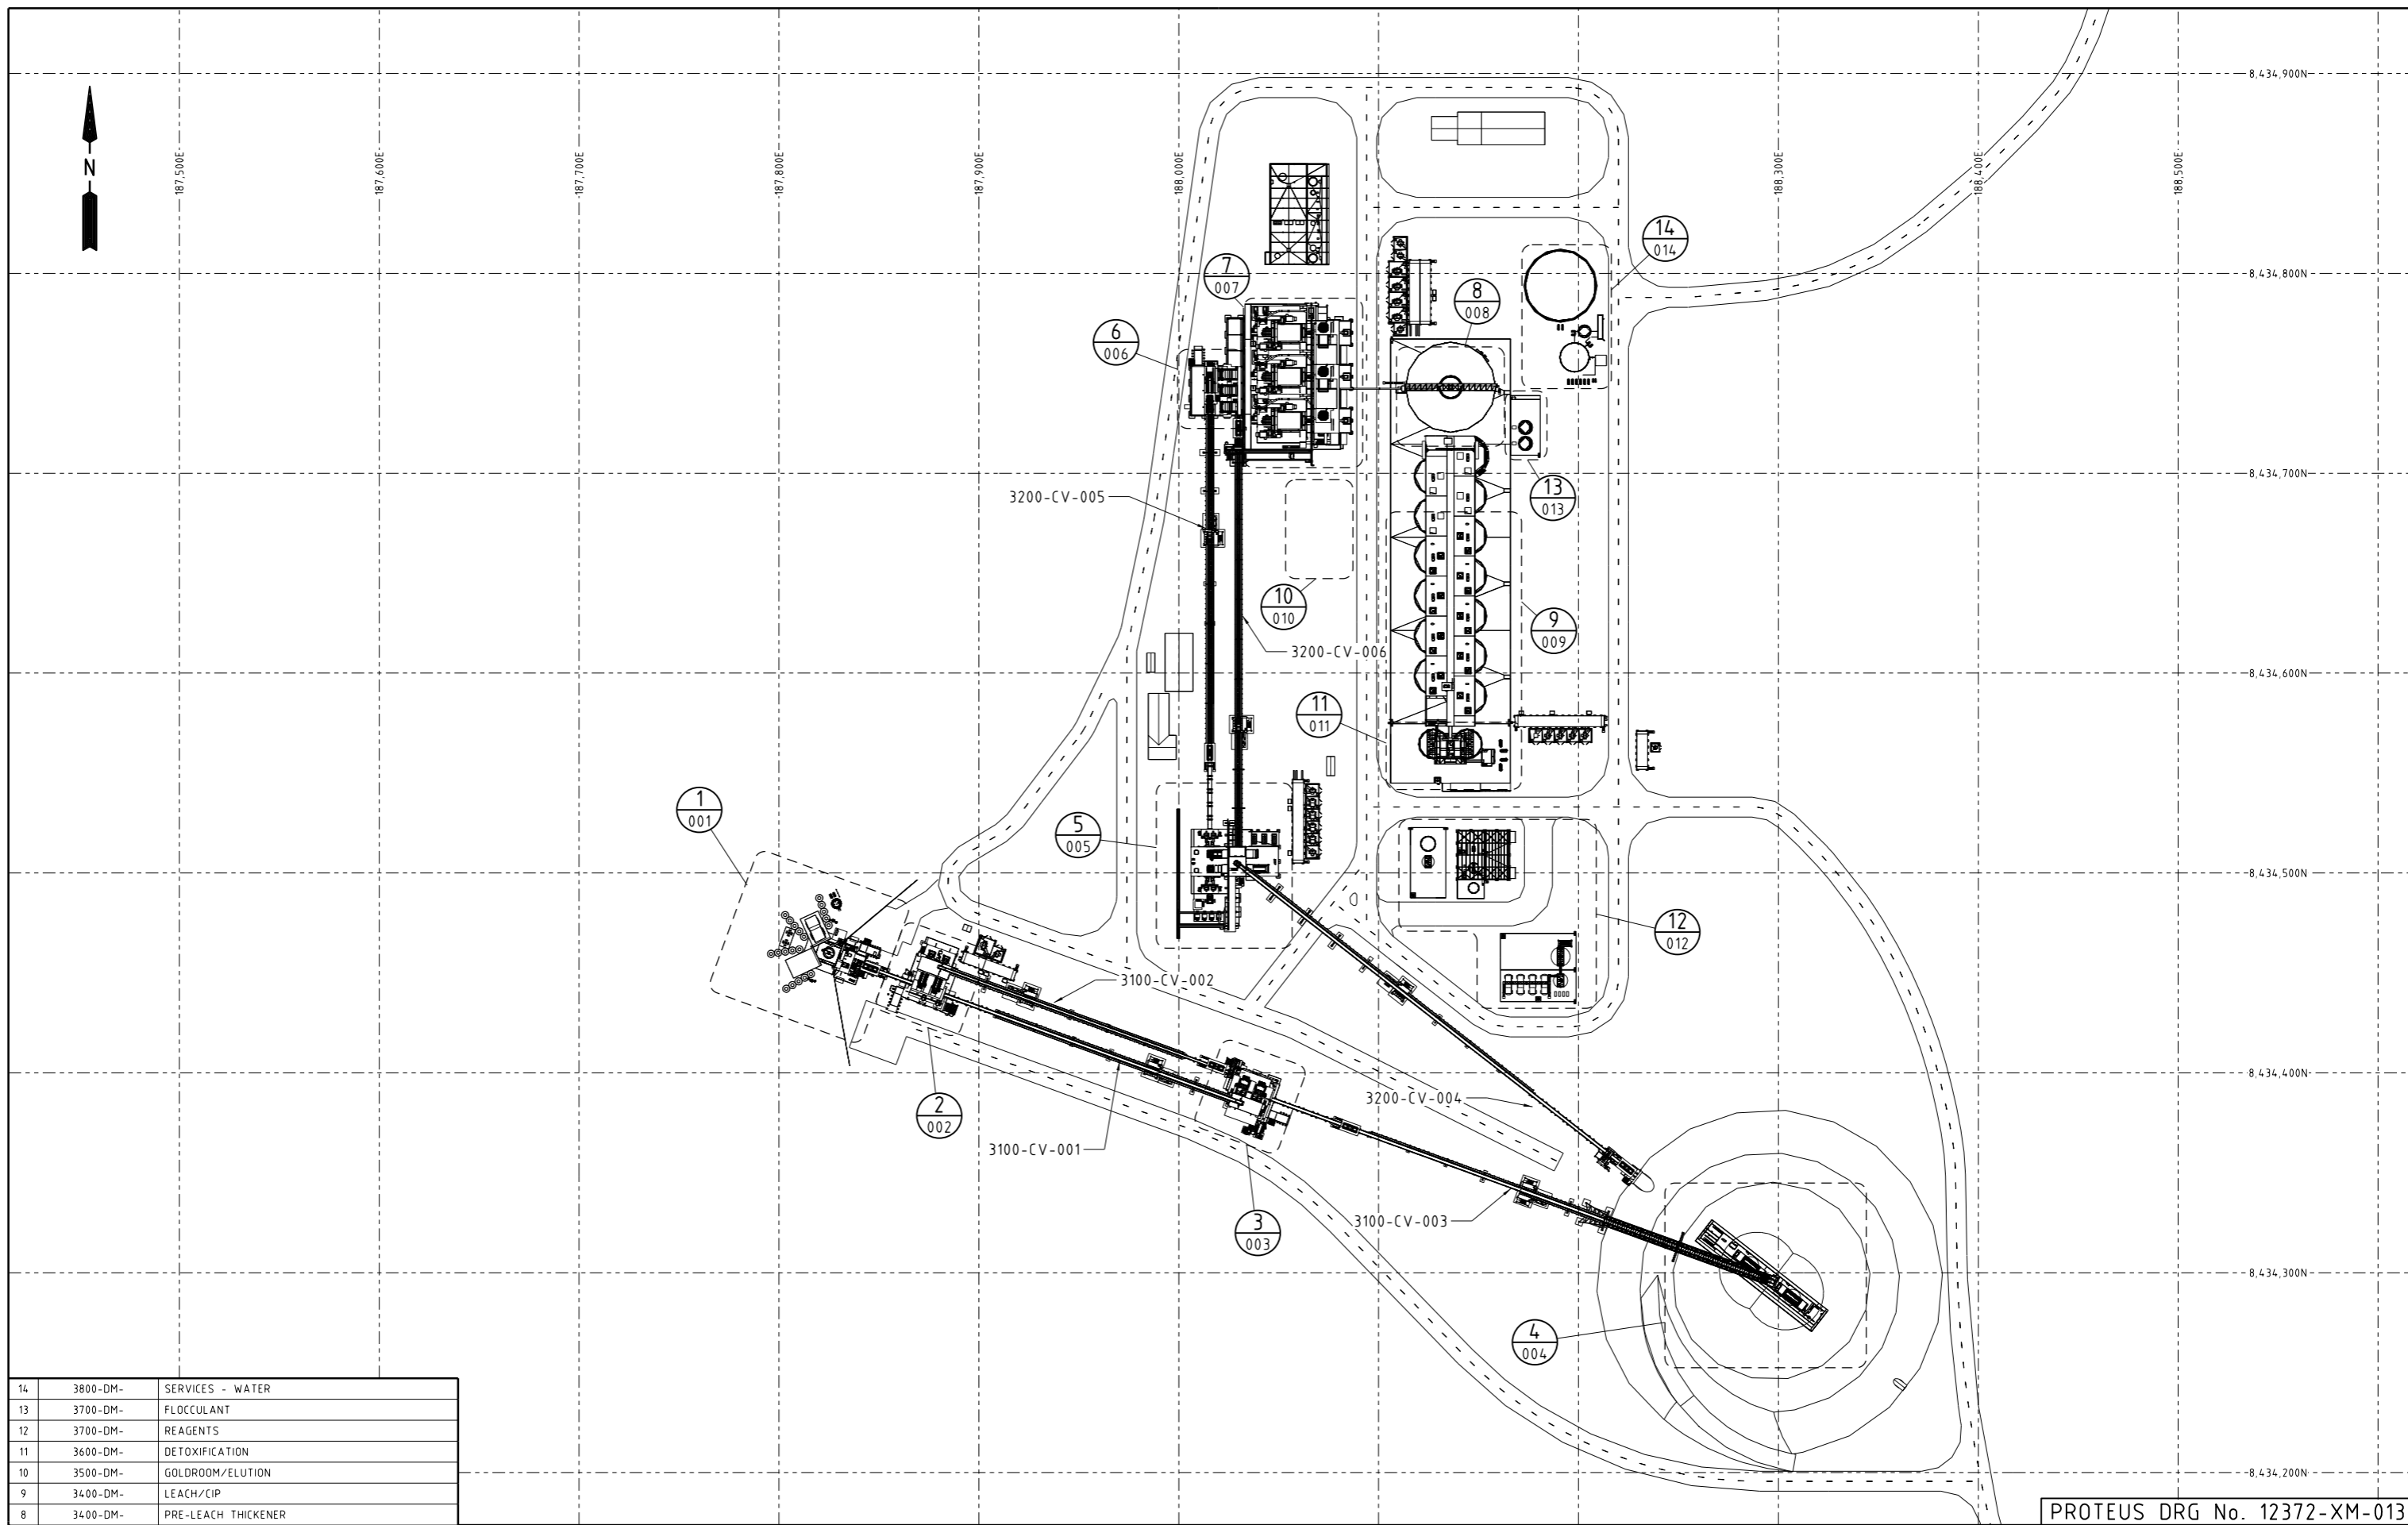 8,434,900N
N
187,500E
187,600E
187,700E
187,800E
187,900E
188,000E
188,300E
188,400E
188,500E
14
014
8,434,800N
7
007
8
008
6
006
8,434,700N
3200-CV-005
13
013
10
010
9
009
3200-CV-006
8,434,600N
11
011
1
001
5
005
8,434,500N
12
012
3100-CV-002
8,434,400N
3200-CV-004
2
002
3100-CV-001
3100-CV-003
3
003
8,434,300N
4
004
14 3800-DM- SERVICES - WATER
13 3700-DM- FLOCCULANT
12 3700-DM- REAGENTS
11 3600-DM- DETOXIFICATION
10 3500-DM- GOLDROOM/ELUTION
9 3400-DM- LEACH/CIP
8 3400-DM- PRE-LEACH THICKENER
8,434,200N
PROTEUS DRG No. 12372-XM-013